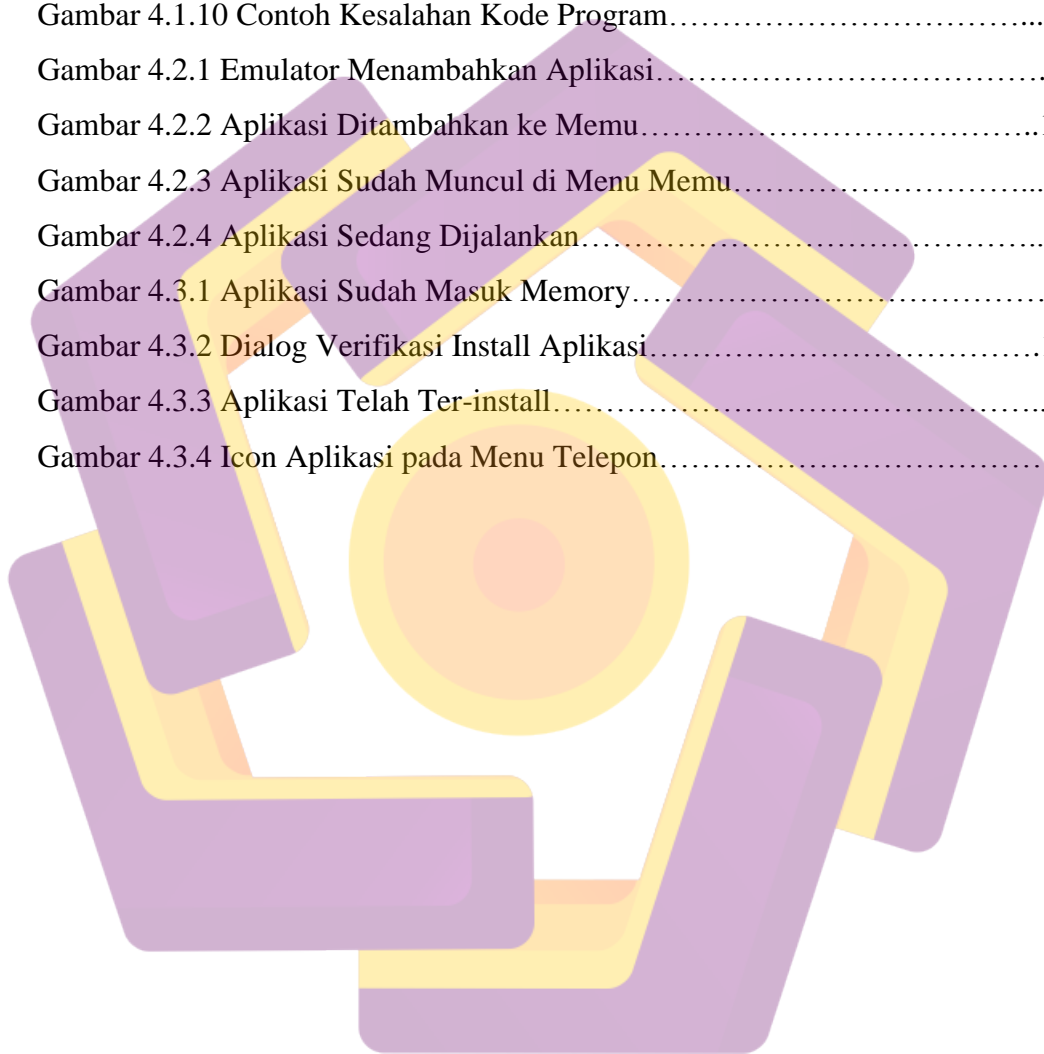 Gambar 4.1.10 Contoh Kesalahan Kode Program……………………………...
Gambar 4.2.1 Emulator Menambahkan Aplikasi………………………………..
Gambar 4.2.2 Aplikasi Ditambahkan ke Memu………………………………..
Gambar 4.2.3 Aplikasi Sudah Muncul di Menu Memu………………………...
Gambar 4.2.4 Aplikasi Sedang Dijalankan……………………………………..
Gambar 4.3.1 Aplikasi Sudah Masuk Memory…………………………………
Gambar 4.3.2 Dialog Verifikasi Install Aplikasi……………………………….
Gambar 4.3.3 Aplikasi Telah Ter-install………………………………………..
Gambar 4.3.4 Icon Aplikasi pada Menu Telepon………………………………